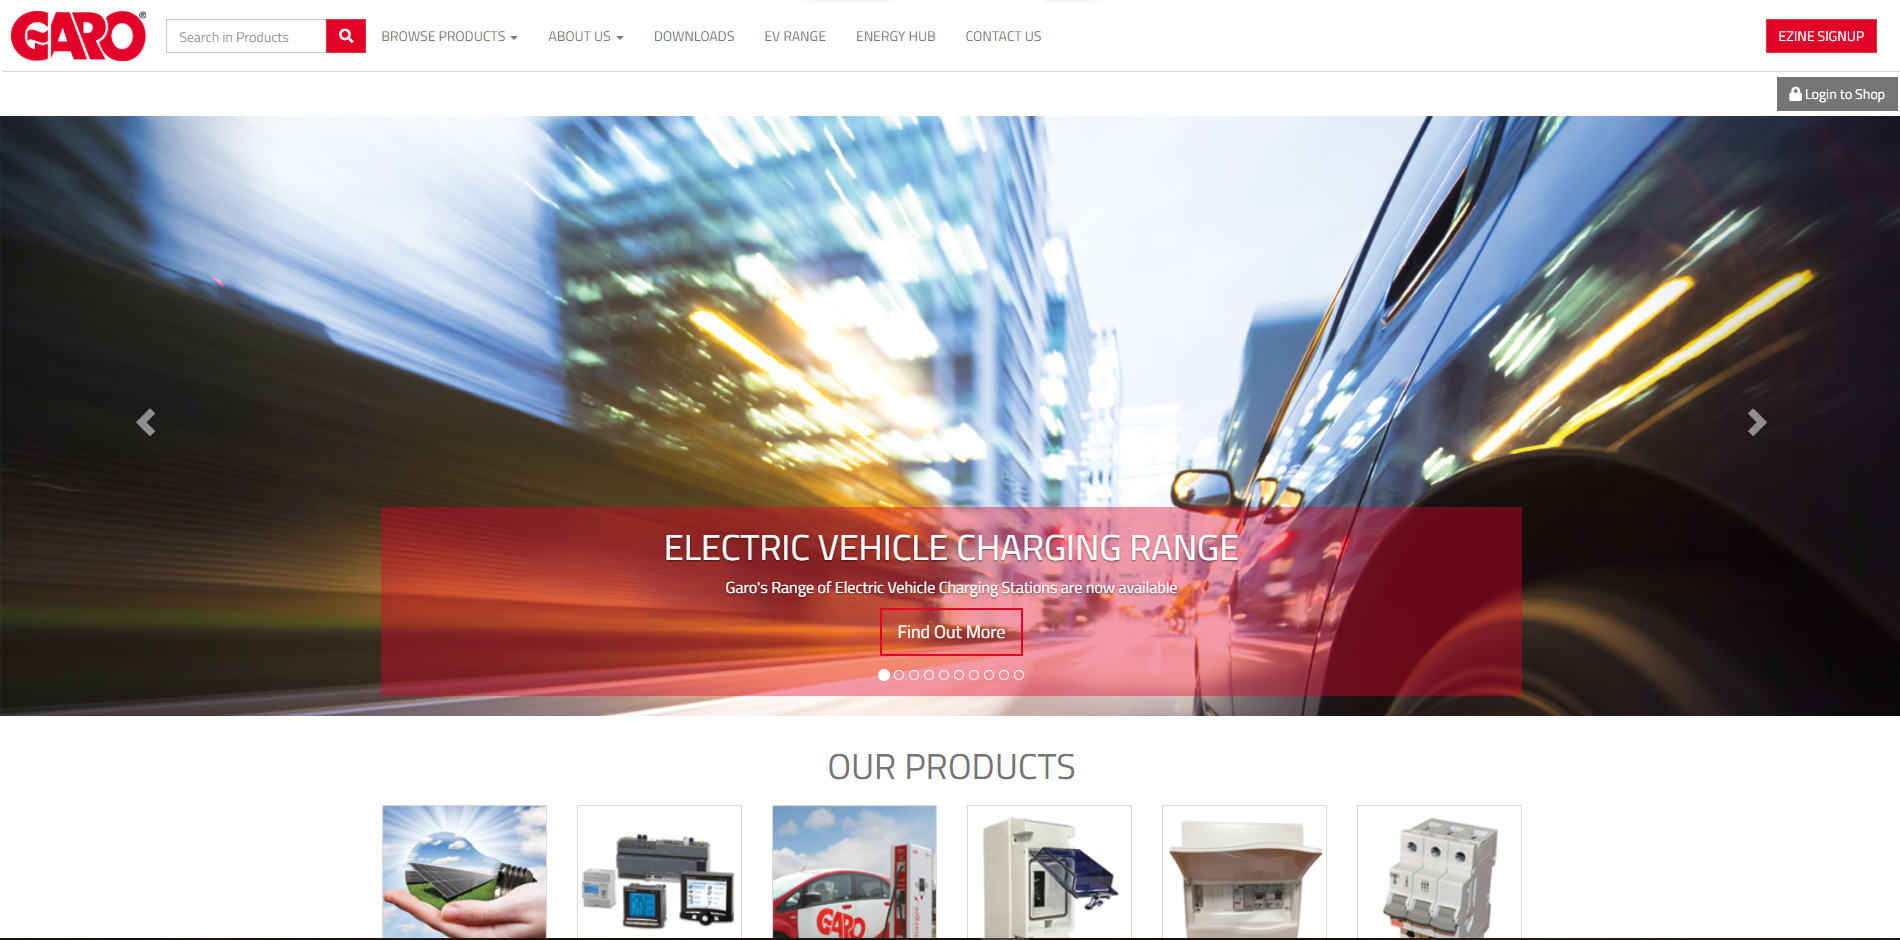 GARO®
Search in Products
BROWSE PRODUCTS
ABOUT US
DOWNLOADS
EV RANGE
ENERGY HUB
CONTACT US
EZINE SIGNUP
Login to Shop
ELECTRIC VEHICLE CHARGING RANGE
Garo's Range of Electric Vehicle Charging Stations are now available
Find Out More
OUR PRODUCTS
GARO